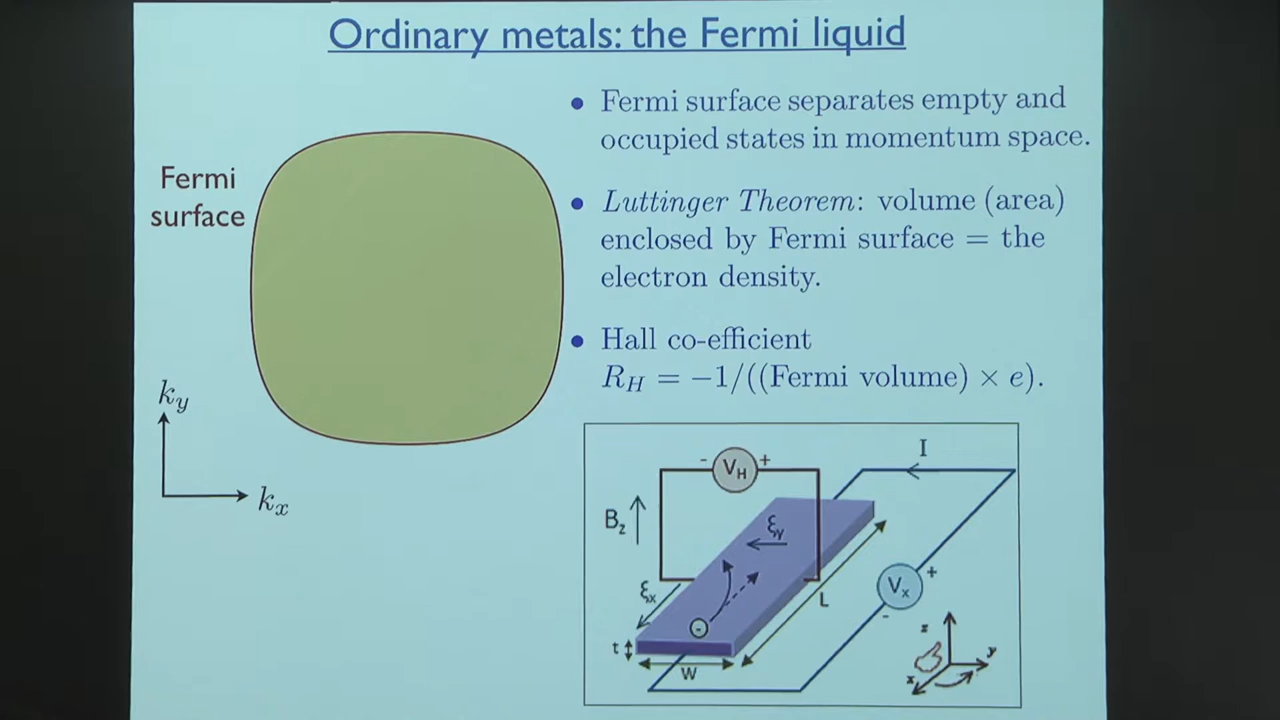 Ordinary metals: the Fermi liquid
Fermi
surface
k_y
k_x
• Fermi surface separates empty and
occupied states in momentum space.
• Luttinger Theorem: volume (area)
enclosed by Fermi surface = the
electron density.
• Hall co-efficient
R_H = −1/((Fermi volume) × e).
I
- V_H +
B_z
ξ_y
ξ_x
V_x
+
-
L
t
W
z
y
x